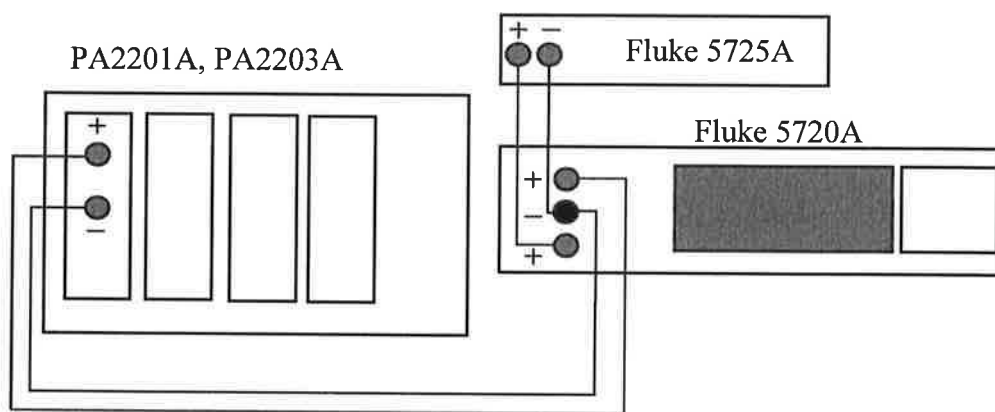 PA2201A, PA2203A
+
−
+ −
Fluke 5725A
Fluke 5720A
+
−
+